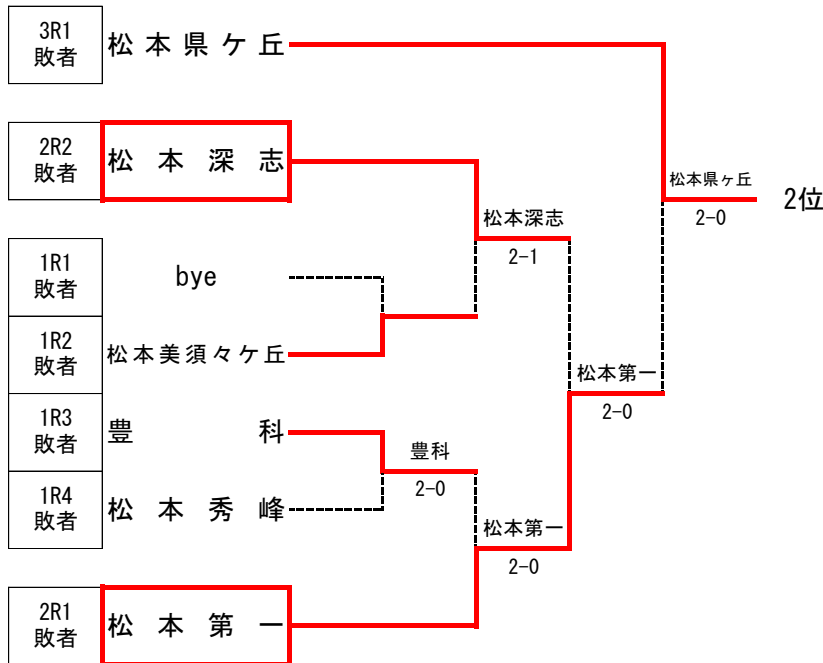 3R1
敗者
松本県ケ丘
2R2
敗者
松本深志
松本県ヶ丘
2-0
2位
松本深志
2-1
1R1
敗者
bye
1R2
敗者
松本美須々ケ丘
松本第一
2-0
1R3
敗者
豊科
豊科
2-0
1R4
敗者
松本秀峰
松本第一
2-0
2R1
敗者
松本第一